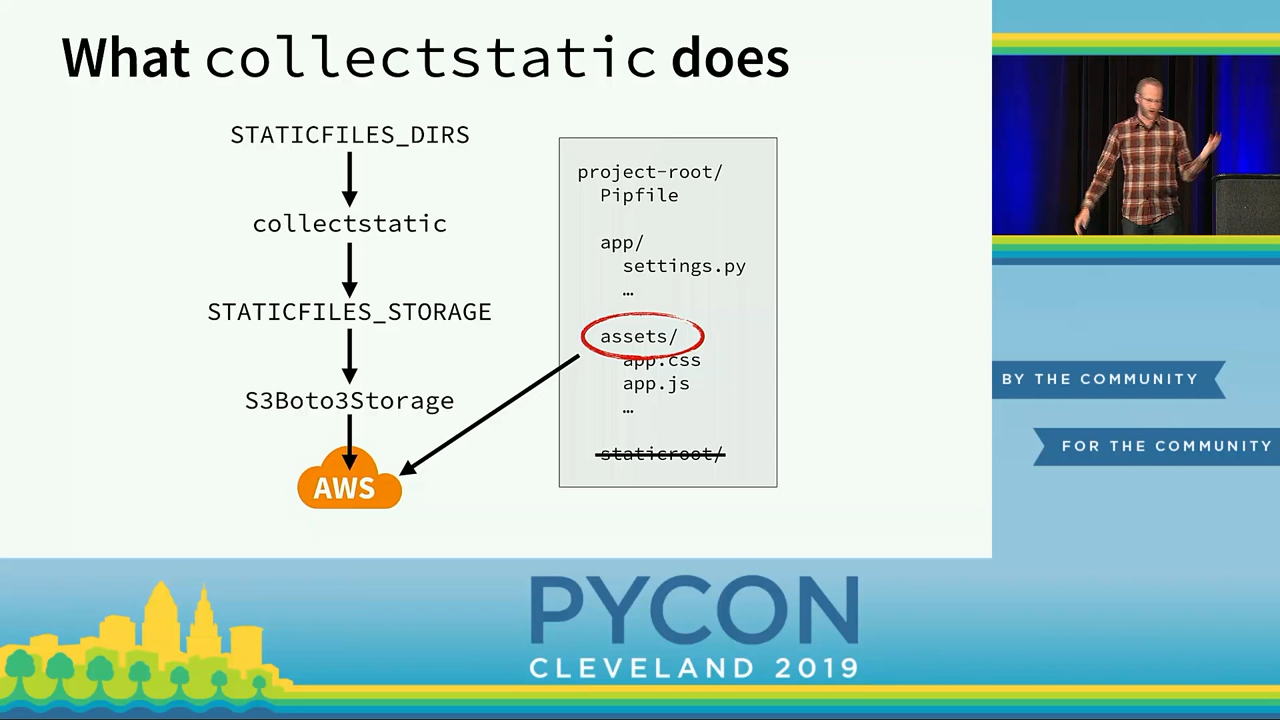 What collectstatic does
STATICFILES_DIRS
collectstatic
STATICFILES_STORAGE
S3Boto3Storage
AWS
project-root/
Pipfile
app/
settings.py
…
assets/
app.css
app.js
…
staticroot/
BY THE COMMUNITY
FOR THE COMMUNITY
PYCON
CLEVELAND 2019